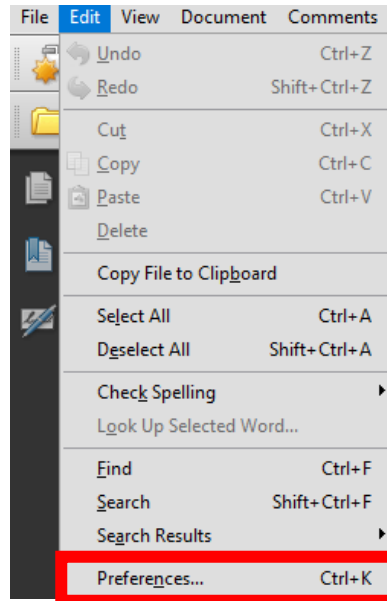 File Edit View Document Comments
Undo Ctrl+Z
Redo Shift+Ctrl+Z
Cut Ctrl+X
Copy Ctrl+C
Paste Ctrl+V
Delete
Copy File to Clipboard
Select All Ctrl+A
Deselect All Shift+Ctrl+A
Check Spelling
Look Up Selected Word...
Find Ctrl+F
Search Shift+Ctrl+F
Search Results
Preferences... Ctrl+K